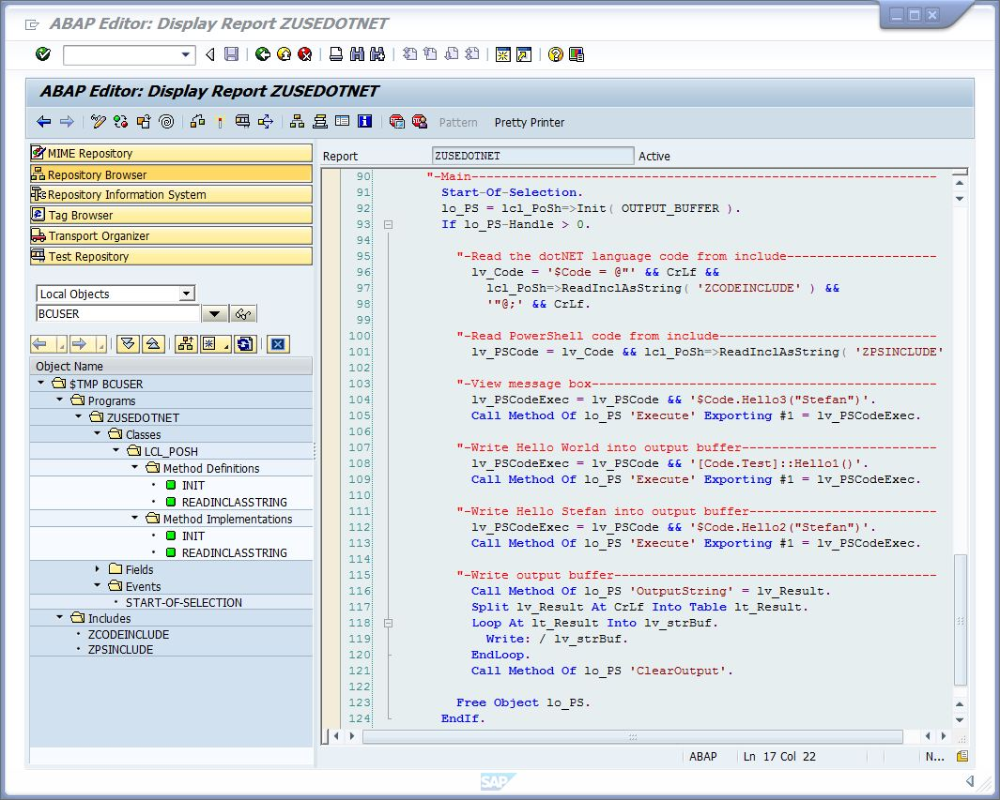 ABAP Editor: Display Report ZUSEDOTNET
ABAP Editor: Display Report ZUSEDOTNET
Pattern Pretty Printer
MIME Repository
Repository Browser
Repository Information System
Tag Browser
Transport Organizer
Test Repository
Local Objects
BCUSER
Object Name
$TMP BCUSER
Programs
ZUSEDOTNET
Classes
LCL_POSH
Method Definitions
INIT
READINCLASSTRING
Method Implementations
INIT
READINCLASSTRING
Fields
Events
START-OF-SELECTION
Includes
ZCODEINCLUDE
ZPSINCLUDE
Report ZUSEDOTNET Active
90 "-Main--------------------------------------------------------------
91 Start-Of-Selection.
92 lo_PS = lcl_PoSh=>Init( OUTPUT_BUFFER ).
93 If lo_PS-Handle > 0.
94
95 "-Read the dotNET language code from include--------------------
96 lv_Code = '$Code = @"' && CrLf &&
97 lcl_PoSh=>ReadInclAsString( 'ZCODEINCLUDE' ) &&
98 '"@;' && CrLf.
99
100 "-Read PowerShell code from include-----------------------------
101 lv_PSCode = lv_Code && lcl_PoSh=>ReadInclAsString( 'ZPSINCLUDE'
102
103 "-View message box----------------------------------------------
104 lv_PSCodeExec = lv_PSCode && '$Code.Hello3("Stefan")'.
105 Call Method Of lo_PS 'Execute' Exporting #1 = lv_PSCodeExec.
106
107 "-Write Hello World into output buffer--------------------------
108 lv_PSCodeExec = lv_PSCode && '[Code.Test]::Hello1()'.
109 Call Method Of lo_PS 'Execute' Exporting #1 = lv_PSCodeExec.
110
111 "-Write Hello Stefan into output buffer-------------------------
112 lv_PSCodeExec = lv_PSCode && '$Code.Hello2("Stefan")'.
113 Call Method Of lo_PS 'Execute' Exporting #1 = lv_PSCodeExec.
114
115 "-Write output buffer-------------------------------------------
116 Call Method Of lo_PS 'OutputString' = lv_Result.
117 Split lv_Result At CrLf Into Table lt_Result.
118 Loop At lt_Result Into lv_strBuf.
119 Write: / lv_strBuf.
120 EndLoop.
121 Call Method Of lo_PS 'ClearOutput'.
122
123 Free Object lo_PS.
124 EndIf.
ABAP Ln 17 Col 22 N...
SAP